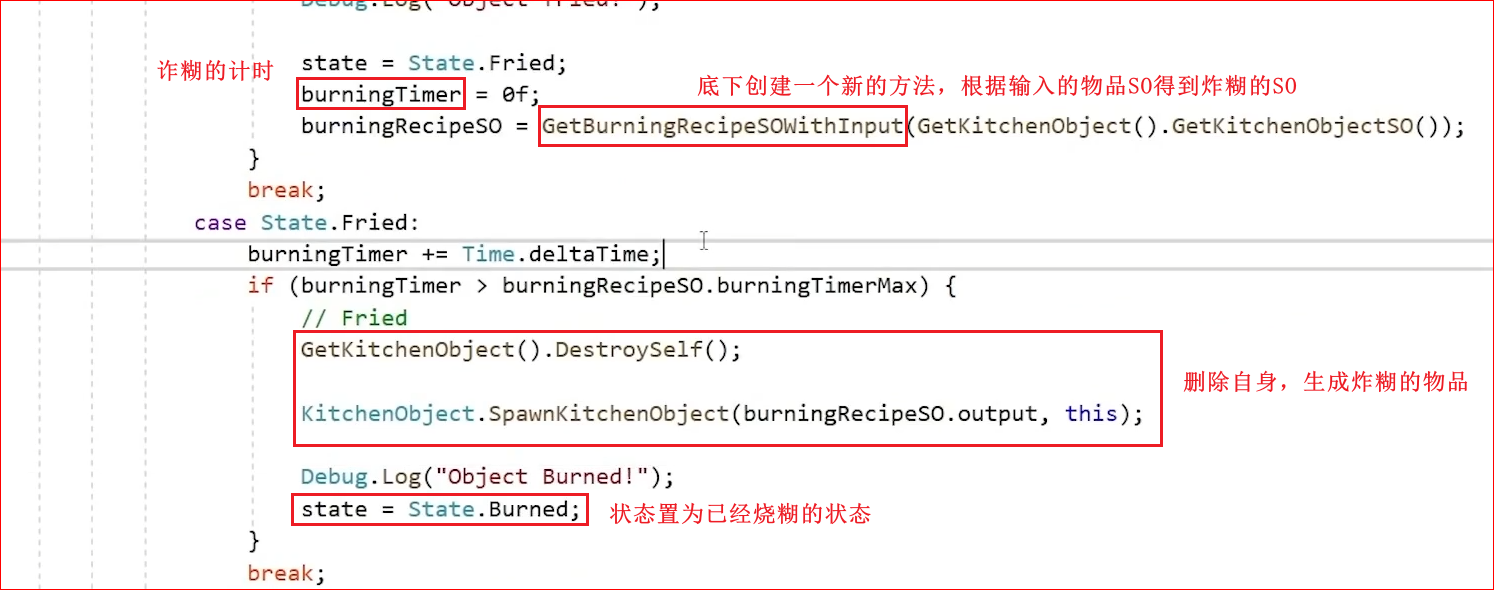 Debug.Log("Object
state = State.Fried;
诈糊的计时
burningTimer = 0f;
底下创建一个新的方法，根据输入的物品SO得到炸糊的SO
burningRecipeSO = GetBurningRecipeSOWithInput(GetKitchenObject().GetKitchenObjectSO());
}
break;
case State.Fried:
burningTimer += Time.deltaTime;
if (burningTimer > burningRecipeSO.burningTimerMax) {
// Fried
GetKitchenObject().DestroySelf();
删除自身，生成炸糊的物品
KitchenObject.SpawnKitchenObject(burningRecipeSO.output, this);
Debug.Log("Object Burned!");
state = State.Burned;
状态置为已经烧糊的状态
}
break;